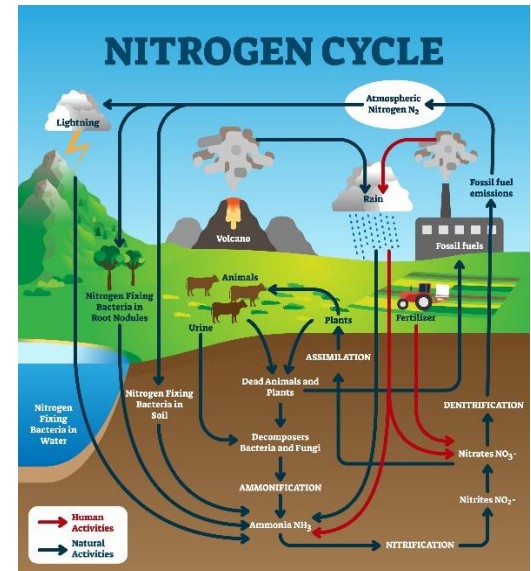 NITROGEN CYCLE
Atmospheric
Nitrogen N₂
Lightning
Fossil fuel
emissions
Rain
Volcano
Fossil fuels
Animals
Nitrogen Fixing
Bacteria in
Root Nodules
Urine
Plants
Fertilizer
ASSIMILATION
Dead Animals and
Plants
Nitrogen Fixing
Bacteria in
Soil
DENITRIFICATION
Nitrogen
Fixing
Bacteria
in Water
Decomposers
Bacteria and Fungi
Nitrates NO₃-
AMMONIFICATION
Nitrites NO₂-
Ammonia NH₃
NITRIFICATION
Human
Activities
Natural
Activities